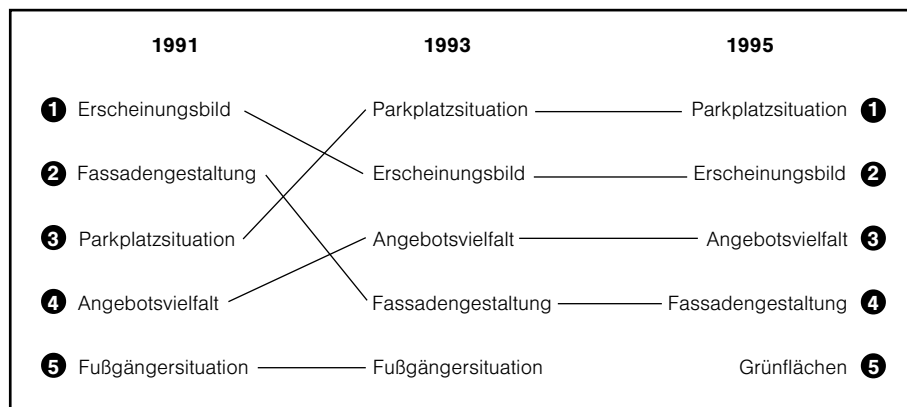 1991 1993 1995
1 Erscheinungsbild Parkplatzsituation Parkplatzsituation 1
2 Fassadengestaltung Erscheinungsbild Erscheinungsbild 2
3 Parkplatzsituation Angebotsvielfalt Angebotsvielfalt 3
4 Angebotsvielfalt Fassadengestaltung Fassadengestaltung 4
5 Fußgängersituation Fußgängersituation Grünflächen 5